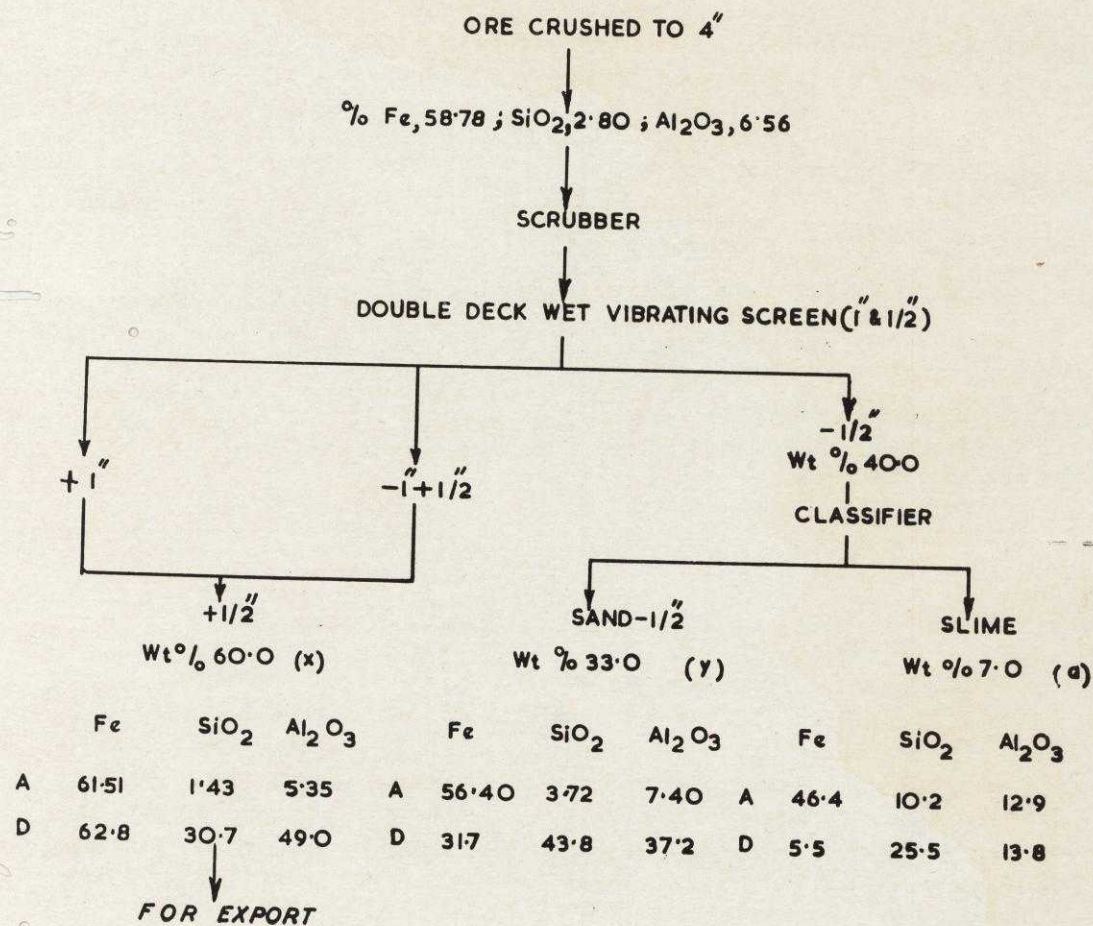 ORE CRUSHED TO 4"
% Fe, 58·78 ; SiO2, 2·80 ; Al2O3, 6·56
SCRUBBER
DOUBLE DECK WET VIBRATING SCREEN (1" & 1/2")
+ 1"
-1"+1/2"
-1/2"
Wt % 40·0
CLASSIFIER
+1/2"
Wt % 60·0 (x)
SAND-1/2"
Wt % 33·0 (y)
SLIME
Wt % 7·0 (a)
Fe SiO2 Al2O3 Fe SiO2 Al2O3 Fe SiO2 Al2O3
A 61·51 1·43 5·35 A 56·40 3·72 7·40 A 46·4 10·2 12·9
D 62·8 30·7 49·0 D 31·7 43·8 37·2 D 5·5 25·5 13·8
FOR EXPORT